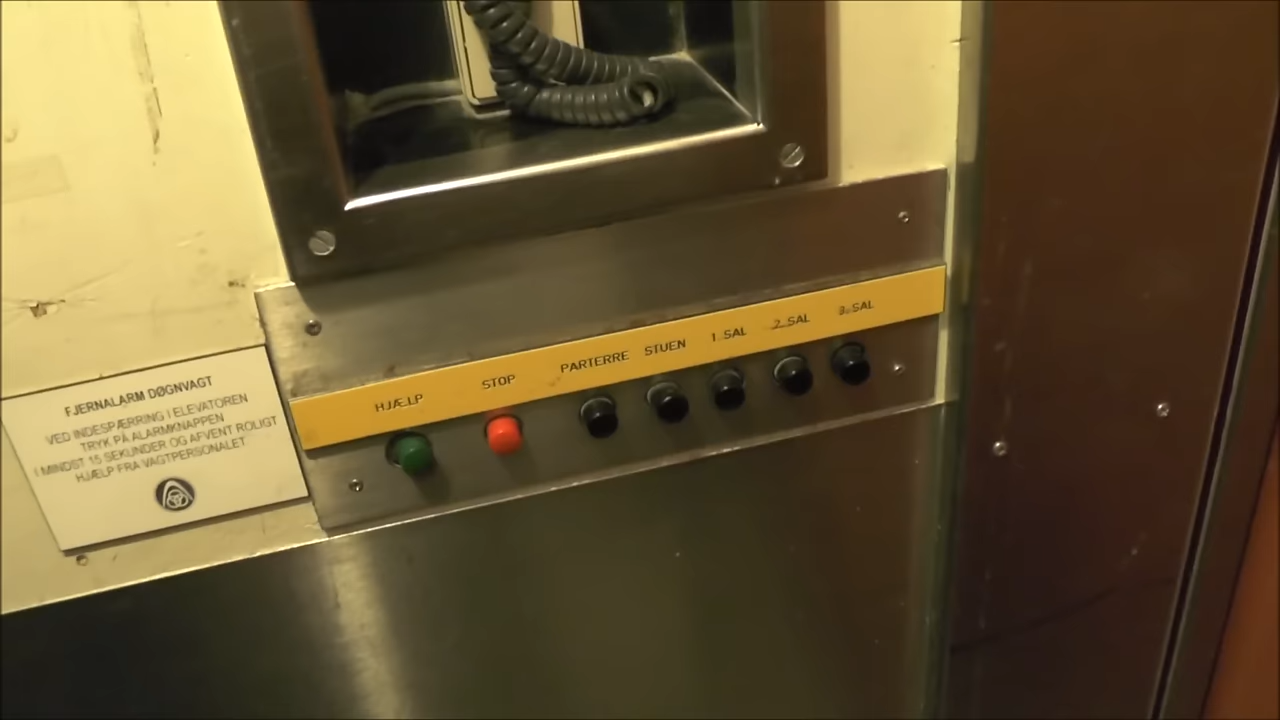 HJÆLP STOP PARTERRE STUEN 1. SAL 2. SAL 3. SAL
FJERNALARM DØGNVAGT
VED INDESPÆRRING I ELEVATOREN
TRYK PÅ ALARMKNAPPEN
I MINDST 15 SEKUNDER OG AFVENT ROLIGT
HJÆLP FRA VAGTPERSONALET